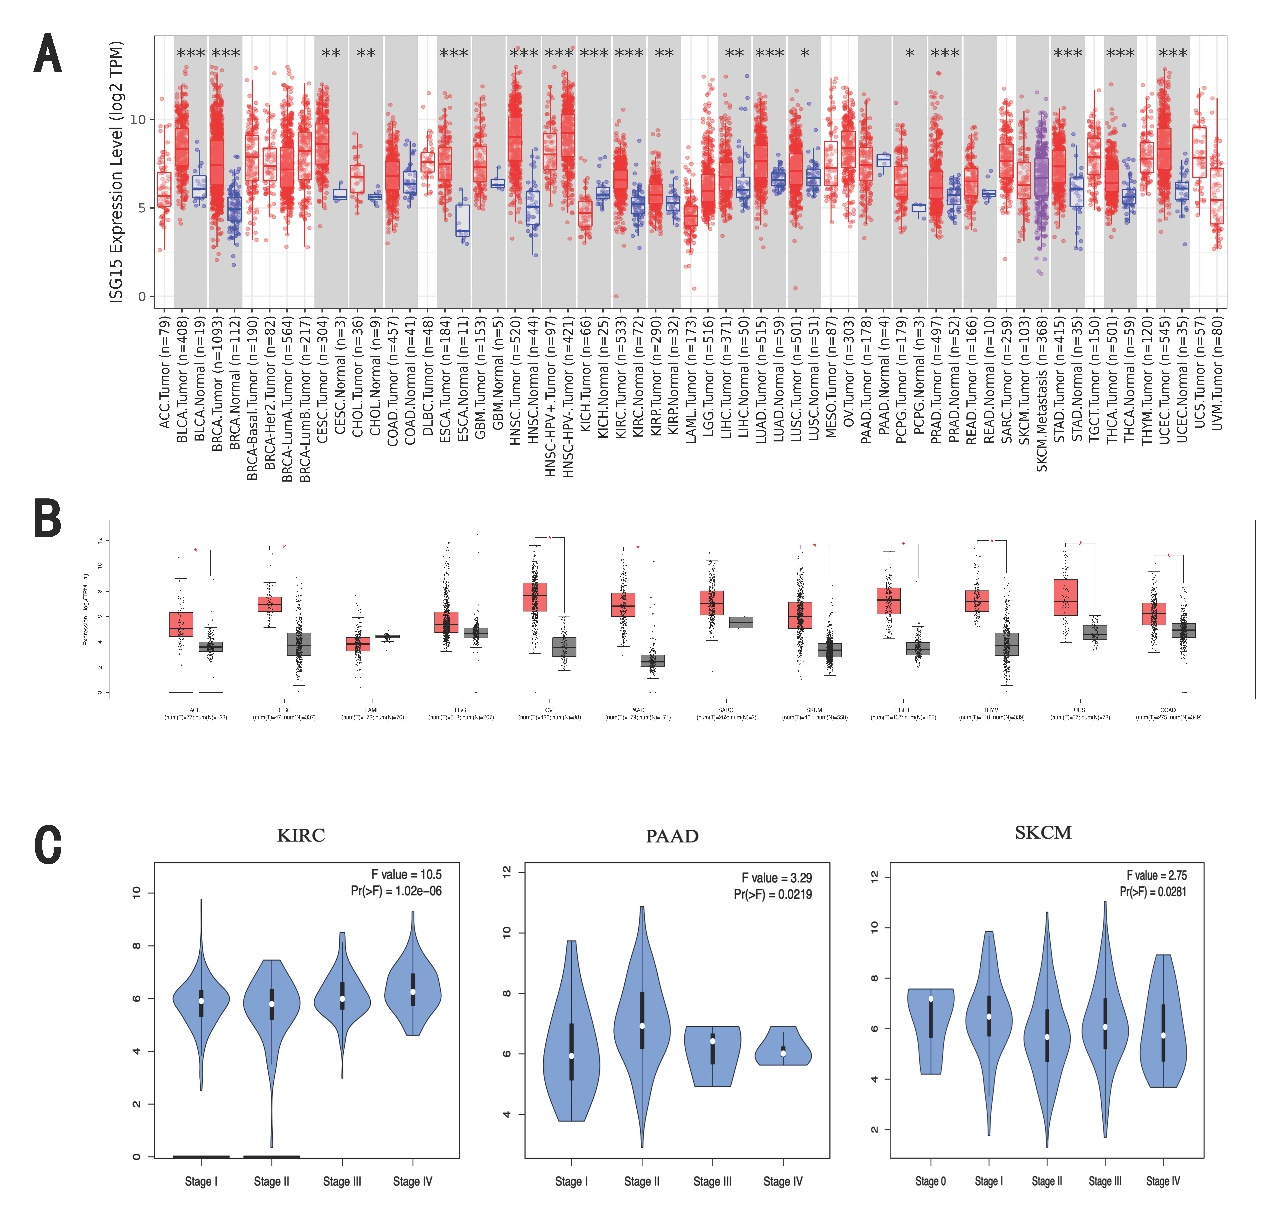 A
ISG15 Expression Level (log2 TPM)
*** *** ** ** *** *** *** *** *** ** ** *** * * *** *** *** ***
10
5
0
ACC.Tumor (n=79)
BLCA.Tumor (n=408)
BLCA.Normal (n=19)
BRCA.Tumor (n=1093)
BRCA.Normal (n=112)
BRCA-Basal.Tumor (n=190)
BRCA-Her2.Tumor (n=82)
BRCA-LumA.Tumor (n=564)
BRCA-LumB.Tumor (n=217)
CESC.Tumor (n=304)
CESC.Normal (n=3)
CHOL.Tumor (n=36)
CHOL.Normal (n=9)
COAD.Tumor (n=457)
COAD.Normal (n=41)
DLBC.Tumor (n=48)
ESCA.Tumor (n=184)
ESCA.Normal (n=11)
GBM.Tumor (n=153)
GBM.Normal (n=5)
HNSC.Tumor (n=520)
HNSC.Normal (n=44)
HNSC-HPV+.Tumor (n=97)
HNSC-HPV-.Tumor (n=421)
KICH.Tumor (n=66)
KICH.Normal (n=25)
KIRC.Tumor (n=533)
KIRC.Normal (n=72)
KIRP.Tumor (n=290)
KIRP.Normal (n=32)
LAML.Tumor (n=173)
LGG.Tumor (n=516)
LIHC.Tumor (n=371)
LIHC.Normal (n=50)
LUAD.Tumor (n=515)
LUAD.Normal (n=59)
LUSC.Tumor (n=501)
LUSC.Normal (n=51)
MESO.Tumor (n=87)
OV.Tumor (n=303)
PAAD.Tumor (n=178)
PAAD.Normal (n=4)
PCPG.Tumor (n=179)
PCPG.Normal (n=3)
PRAD.Tumor (n=497)
PRAD.Normal (n=52)
READ.Tumor (n=166)
READ.Normal (n=10)
SARC.Tumor (n=259)
SKCM.Tumor (n=103)
SKCM.Metastasis (n=368)
STAD.Tumor (n=415)
STAD.Normal (n=35)
TGCT.Tumor (n=150)
THCA.Tumor (n=501)
THCA.Normal (n=59)
THYM.Tumor (n=120)
UCEC.Tumor (n=545)
UCEC.Normal (n=35)
UCS.Tumor (n=57)
UVM.Tumor (n=80)
B
C
KIRC
F value = 10.5
Pr(>F) = 1.02e-06
10
8
6
4
2
0
Stage I Stage II Stage III Stage IV
PAAD
F value = 3.29
Pr(>F) = 0.0219
12
10
8
6
4
Stage I Stage II Stage III Stage IV
SKCM
F value = 2.75
Pr(>F) = 0.0281
12
10
8
6
4
2
Stage 0 Stage I Stage II Stage III Stage IV